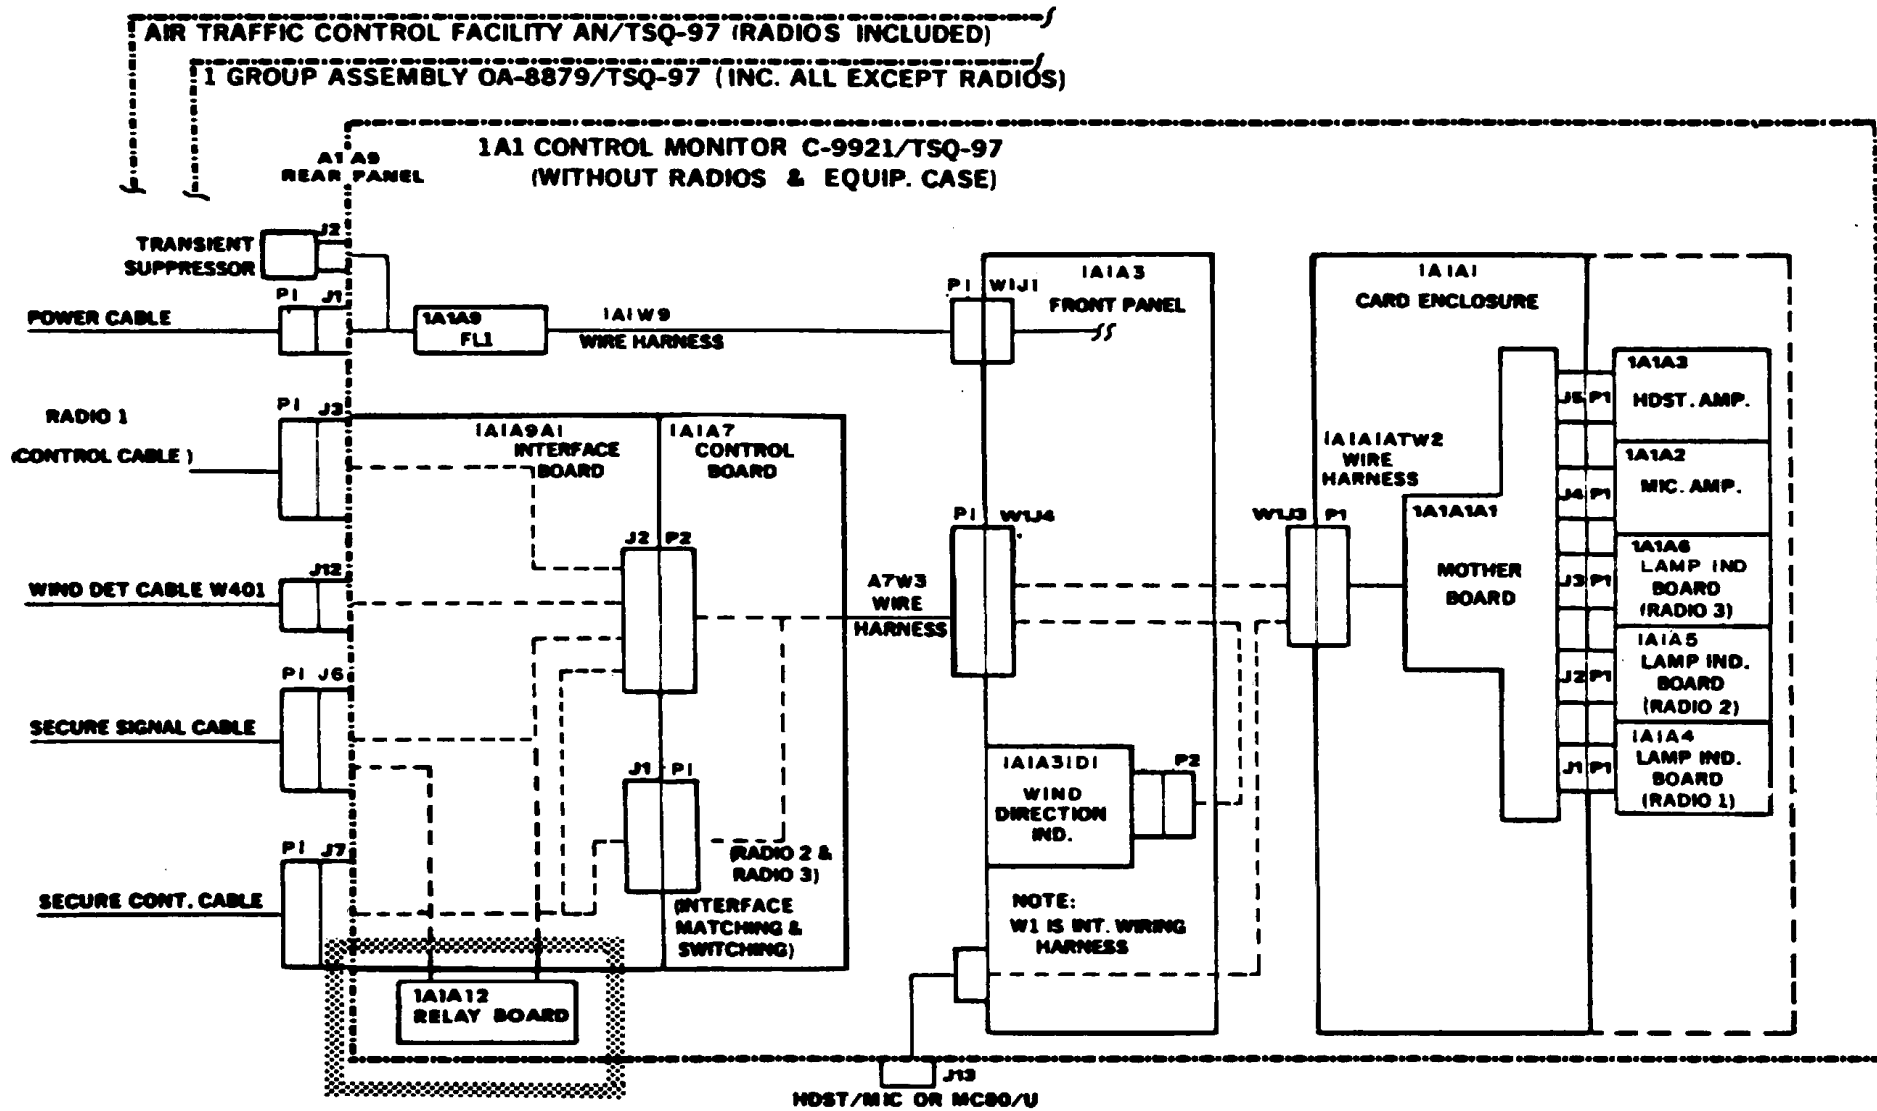 AIR TRAFFIC CONTROL FACILITY AN/TSQ-97 (RADIOS INCLUDED)
1 GROUP ASSEMBLY OA-8879/TSQ-97 (INC. ALL EXCEPT RADIOS)
1A1 CONTROL MONITOR C-9921/TSQ-97
(WITHOUT RADIOS & EQUIP. CASE)
A1A9
REAR PANEL
TRANSIENT
SUPPRESSOR
J2
POWER CABLE
P1 J1
1A1A9
FL1
1A1W9
WIRE HARNESS
P1 W1J1
1A1A3
FRONT PANEL
1A1A1
CARD ENCLOSURE
RADIO 1
(CONTROL CABLE)
P1 J3
1A1A9A1
INTERFACE
BOARD
1A1A7
CONTROL
BOARD
J2 P2
WIND DET CABLE W401
J12
A7W3
WIRE
HARNESS
P1 W1J4
W1J3 P1
1A1A1ATW2
WIRE
HARNESS
1A1A1A1
MOTHER
BOARD
J5 P1
1A1A3
HDST. AMP.
J4 P1
1A1A2
MIC. AMP.
J3 P1
1A1A6
LAMP IND
BOARD
(RADIO 3)
J2 P1
1A1A5
LAMP IND.
BOARD
(RADIO 2)
J1 P1
1A1A4
LAMP IND.
BOARD
(RADIO 1)
SECURE SIGNAL CABLE
P1 J6
J1 P1
(RADIO 2 &
RADIO 3)
(INTERFACE
MATCHING &
SWITCHING)
1A1A3ID1
WIND
DIRECTION
IND.
P2
SECURE CONT. CABLE
P1 J7
NOTE:
W1 IS INT. WIRING
HARNESS
1A1A12
RELAY BOARD
J13
HDST/MIC OR MC80/U